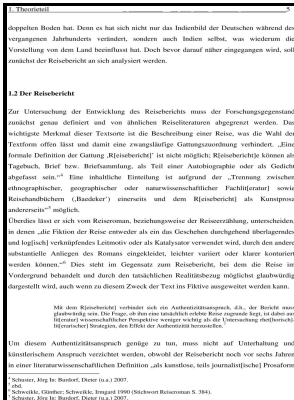 1. Theorieteil 5
doppelten Boden hat. Denn es hat sich nicht nur das Indienbild der Deutschen während des
vergangenen Jahrhunderts verändert, sondern auch Indien selbst, was wiederum die
Vorstellung von dem Land beeinflusst hat. Doch bevor darauf näher eingegangen wird, soll
zunächst der Reisebericht an sich analysiert werden.
1.2 Der Reisebericht
Zur Untersuchung der Entwicklung des Reiseberichts muss der Forschungsgegenstand
zunächst genau definiert und von ähnlichen Reiseliteraturen abgegrenzt werden. Das
wichtigste Merkmal dieser Textsorte ist die Beschreibung einer Reise, was die Wahl der
Textform offen lässt und damit eine zwangsläufige Gattungszuordnung verhindert. „Eine
formale Definition der Gattung ‚R[eisebericht]' ist nicht möglich; R[eisebericht]e können als
Tagebuch, Brief bzw. Briefsammlung, als Teil einer Autobiographie oder als Gedicht
abgefasst sein."⁴ Eine inhaltliche Einteilung ist aufgrund der „Trennung zwischen
ethnographischer, geographischer oder naturwissenschaftlicher Fachlit[eratur] sowie
Reisehandbüchern (‚Baedeker') einerseits und dem R[eisebericht] als Kunstprosa
andererseits"⁵ möglich.
Überdies lässt er sich vom Reiseroman, beziehungsweise der Reiseerzählung, unterscheiden,
in denen „die Fiktion der Reise entweder als ein das Geschehen durchgehend überlagerndes
und log[isch] verknüpfendes Leitmotiv oder als Katalysator verwendet wird, durch den andere
substantielle Anliegen des Romans eingekleidet, leichter variiert oder klarer konturiert
werden können."⁶ Dies steht im Gegensatz zum Reisebericht, bei dem die Reise im
Vordergrund behandelt und durch den tatsächlichen Realitätsbezug möglichst glaubwürdig
dargestellt wird, auch wenn zu diesem Zweck der Text ins Fiktive ausgeweitet werden kann.
Mit dem R[eisebericht] verbindet sich ein Authentizitätsanspruch, d.h., der Bericht muss
glaubwürdig sein. Die Frage, ob ihm eine tatsächlich erlebte Reise zugrunde liegt, ist dabei aus
lit[erator] wissenschaftlicher Perspektive weniger wichtig als die Untersuchung rhet[horisch]-
lit[erarischer] Strategien, den Effekt der Authentizität herzustellen.⁷
Um diesem Authentizitätsanspruch genüge zu tun, muss nicht auf Unterhaltung und
künstlerischem Anspruch verzichtet werden, obwohl der Reisebericht noch vor sechs Jahren
in einer literaturwissenschaftlichen Definition „als kunstlose, teils journalist[ische] Prosaform
⁴ Schuster, Jörg In: Burdorf, Dieter (u.a.) 2007.
⁵ ebd.
⁶ Schweikle, Günther; Schweikle, Irmgard 1990 (Stichwort Reiseroman S. 384).
⁷ Schuster, Jörg In: Burdorf, Dieter (u.a.) 2007.